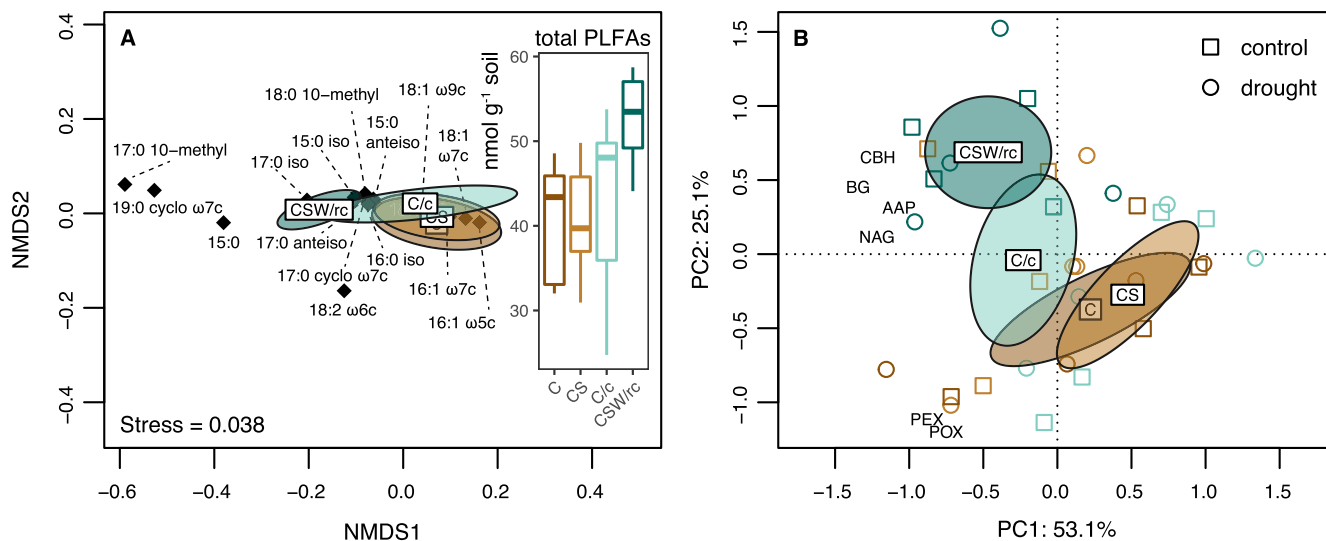 A
total PLFAs
nmol g⁻¹ soil
60
50
40
30
C
CS
C/c
CSW/rc
18:0 10−methyl
18:1 ω9c
15:0 iso
15:0
anteiso
18:1
ω7c
17:0 10−methyl
17:0 iso
19:0 cyclo ω7c
15:0
17:0 anteiso
17:0 cyclo ω7c
16:0 iso
18:2 ω6c
16:1 ω7c
16:1 ω5c
CSW/rc
C/c
CS
Stress = 0.038
NMDS2
0.4
0.2
0.0
−0.2
−0.4
−0.6
−0.4
−0.2
0.0
0.2
0.4
NMDS1
B
control
drought
CBH
BG
AAP
NAG
PEX
POX
CSW/rc
C/c
CS
C
PC2: 25.1%
1.5
1.0
0.5
0.0
−0.5
−1.0
−1.5
−1.0
−0.5
0.0
0.5
1.0
1.5
PC1: 53.1%